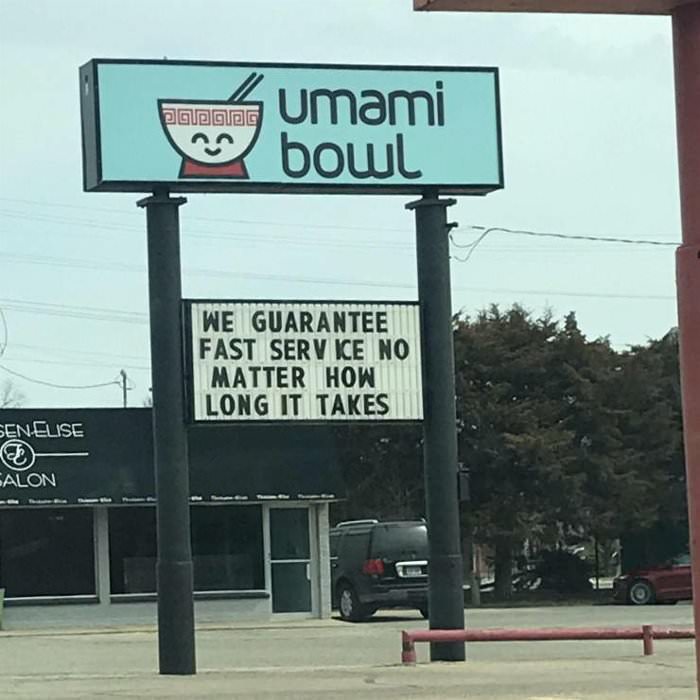 umami
bowl
WE GUARANTEE
FAST SERVICE NO
MATTER HOW
LONG IT TAKES
SEN-ELISE
SALON